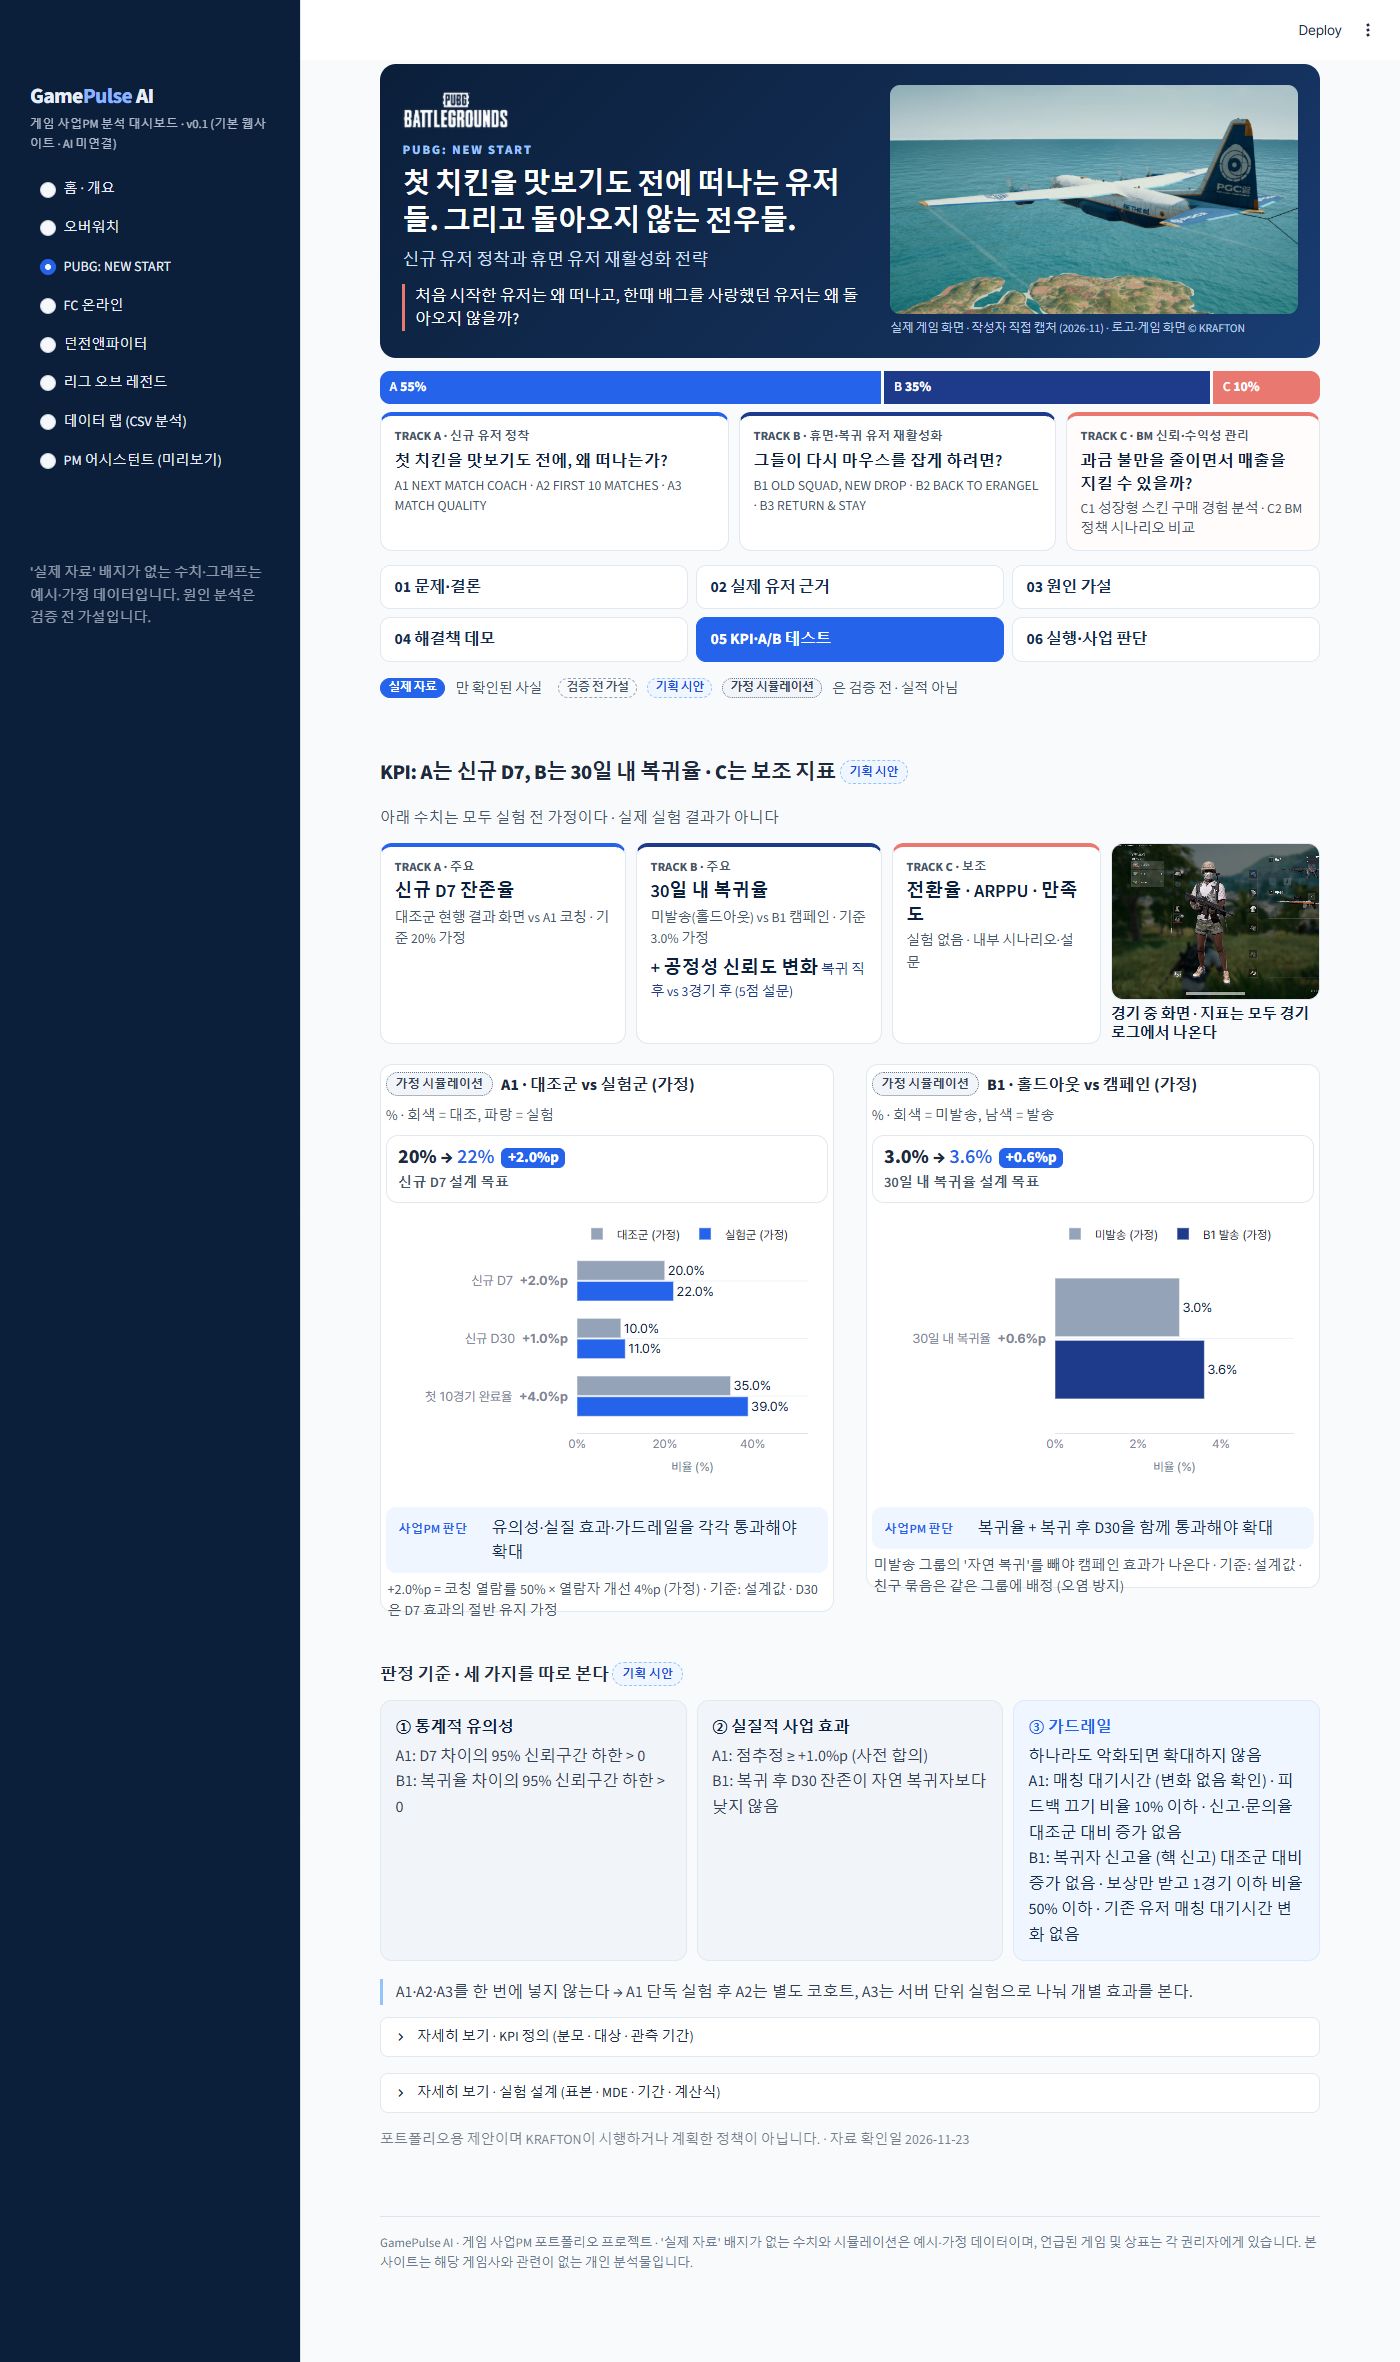 Deploy
GamePulse AI
게임 사업PM 분석 대시보드 · v0.1 (기본 웹사
이트 · AI 미연결)
홈 · 개요
오버워치
PUBG: NEW START
FC 온라인
던전앤파이터
리그 오브 레전드
데이터 랩 (CSV 분석)
PM 어시스턴트 (미리보기)
'실제 자료' 배지가 없는 수치·그래프는
예시·가정 데이터입니다. 원인 분석은
검증 전 가설입니다.
PUBG
BATTLEGROUNDS
PUBG: NEW START
첫 치킨을 맛보기도 전에 떠나는 유저
들. 그리고 돌아오지 않는 전우들.
신규 유저 정착과 휴면 유저 재활성화 전략
처음 시작한 유저는 왜 떠나고, 한때 배그를 사랑했던 유저는 왜 돌
아오지 않을까?
PGC
실제 게임 화면 · 작성자 직접 캡처 (2026-11) · 로고·게임 화면 © KRAFTON
A 55%
B 35%
C 10%
TRACK A · 신규 유저 정착
첫 치킨을 맛보기도 전에, 왜 떠나는가?
A1 NEXT MATCH COACH · A2 FIRST 10 MATCHES · A3
MATCH QUALITY
TRACK B · 휴면·복귀 유저 재활성화
그들이 다시 마우스를 잡게 하려면?
B1 OLD SQUAD, NEW DROP · B2 BACK TO ERANGEL
· B3 RETURN & STAY
TRACK C · BM 신뢰·수익성 관리
과금 불만을 줄이면서 매출을
지킬 수 있을까?
C1 성장형 스킨 구매 경험 분석 · C2 BM
정책 시나리오 비교
01 문제·결론
02 실제 유저 근거
03 원인 가설
04 해결책 데모
05 KPI·A/B 테스트
06 실행·사업 판단
실제 자료 만 확인된 사실 검증 전 가설 기획 시안 가정 시뮬레이션 은 검증 전 · 실적 아님
KPI: A는 신규 D7, B는 30일 내 복귀율 · C는 보조 지표 기획 시안
아래 수치는 모두 실험 전 가정이다 · 실제 실험 결과가 아니다
TRACK A · 주요
신규 D7 잔존율
대조군 현행 결과 화면 vs A1 코칭 · 기
준 20% 가정
TRACK B · 주요
30일 내 복귀율
미발송(홀드아웃) vs B1 캠페인 · 기준
3.0% 가정
+ 공정성 신뢰도 변화 복귀 직
후 vs 3경기 후 (5점 설문)
TRACK C · 보조
전환율 · ARPPU · 만족
도
실험 없음 · 내부 시나리오·설
문
경기 중 화면 · 지표는 모두 경기
로그에서 나온다
가정 시뮬레이션 A1 · 대조군 vs 실험군 (가정)
% · 회색 = 대조, 파랑 = 실험
20% → 22% +2.0%p
신규 D7 설계 목표
대조군 (가정) 실험군 (가정)
신규 D7 +2.0%p
20.0%
22.0%
신규 D30 +1.0%p
10.0%
11.0%
첫 10경기 완료율 +4.0%p
35.0%
39.0%
0% 20% 40%
비율 (%)
사업PM 판단 유의성·실질 효과·가드레일을 각각 통과해야
확대
+2.0%p = 코칭 열람률 50% × 열람자 개선 4%p (가정) · 기준: 설계값 · D30
은 D7 효과의 절반 유지 가정
가정 시뮬레이션 B1 · 홀드아웃 vs 캠페인 (가정)
% · 회색 = 미발송, 남색 = 발송
3.0% → 3.6% +0.6%p
30일 내 복귀율 설계 목표
미발송 (가정) B1 발송 (가정)
30일 내 복귀율 +0.6%p
3.0%
3.6%
0% 2% 4%
비율 (%)
사업PM 판단 복귀율 + 복귀 후 D30을 함께 통과해야 확대
미발송 그룹의 '자연 복귀'를 빼야 캠페인 효과가 나온다 · 기준: 설계값 ·
친구 묶음은 같은 그룹에 배정 (오염 방지)
판정 기준 · 세 가지를 따로 본다 기획 시안
① 통계적 유의성
A1: D7 차이의 95% 신뢰구간 하한 > 0
B1: 복귀율 차이의 95% 신뢰구간 하한 >
0
② 실질적 사업 효과
A1: 점추정 ≥ +1.0%p (사전 합의)
B1: 복귀 후 D30 잔존이 자연 복귀자보다
낮지 않음
③ 가드레일
하나라도 악화되면 확대하지 않음
A1: 매칭 대기시간 (변화 없음 확인) · 피
드백 끄기 비율 10% 이하 · 신고·문의율
대조군 대비 증가 없음
B1: 복귀자 신고율 (핵 신고) 대조군 대비
증가 없음 · 보상만 받고 1경기 이하 비율
50% 이하 · 기존 유저 매칭 대기시간 변
화 없음
A1·A2·A3를 한 번에 넣지 않는다 → A1 단독 실험 후 A2는 별도 코호트, A3는 서버 단위 실험으로 나눠 개별 효과를 본다.
자세히 보기 · KPI 정의 (분모 · 대상 · 관측 기간)
자세히 보기 · 실험 설계 (표본 · MDE · 기간 · 계산식)
포트폴리오용 제안이며 KRAFTON이 시행하거나 계획한 정책이 아닙니다. · 자료 확인일 2026-11-23
GamePulse AI · 게임 사업PM 포트폴리오 프로젝트 · '실제 자료' 배지가 없는 수치와 시뮬레이션은 예시·가정 데이터이며, 언급된 게임 및 상표는 각 권리자에게 있습니다. 본
사이트는 해당 게임사와 관련이 없는 개인 분석물입니다.